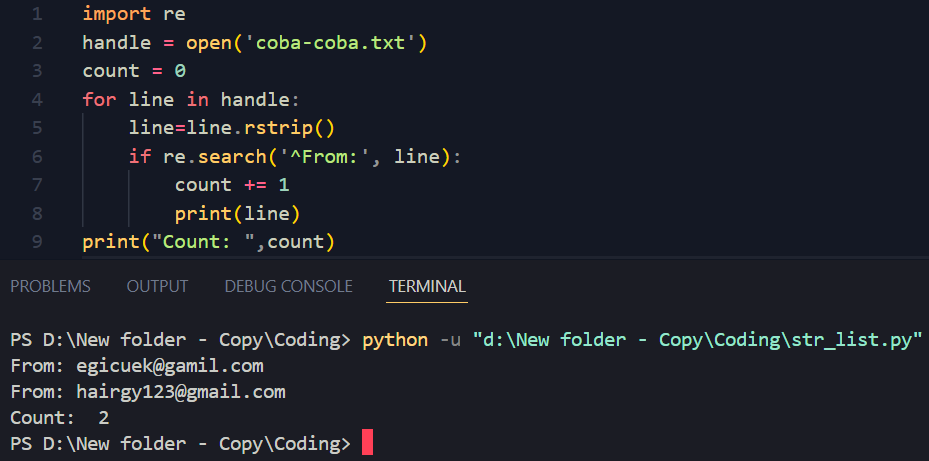 1 import re
2 handle = open('coba-coba.txt')
3 count = 0
4 for line in handle:
5     line=line.rstrip()
6     if re.search('^From:', line):
7         count += 1
8         print(line)
9 print("Count: ",count)
PROBLEMS OUTPUT DEBUG CONSOLE TERMINAL
PS D:\New folder - Copy\Coding> python -u "d:\New folder - Copy\Coding\str_list.py"
From: egicuek@gamil.com
From: hairgy123@gmail.com
Count:  2
PS D:\New folder - Copy\Coding>